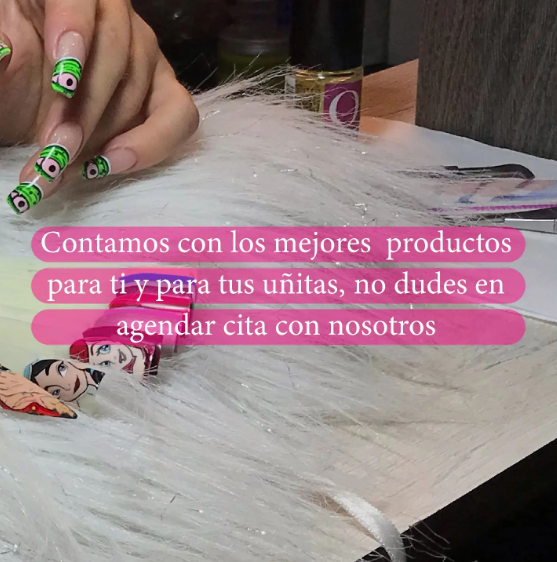 Contamos con los mejores productos
para ti y para tus uñitas, no dudes en
agendar cita con nosotros